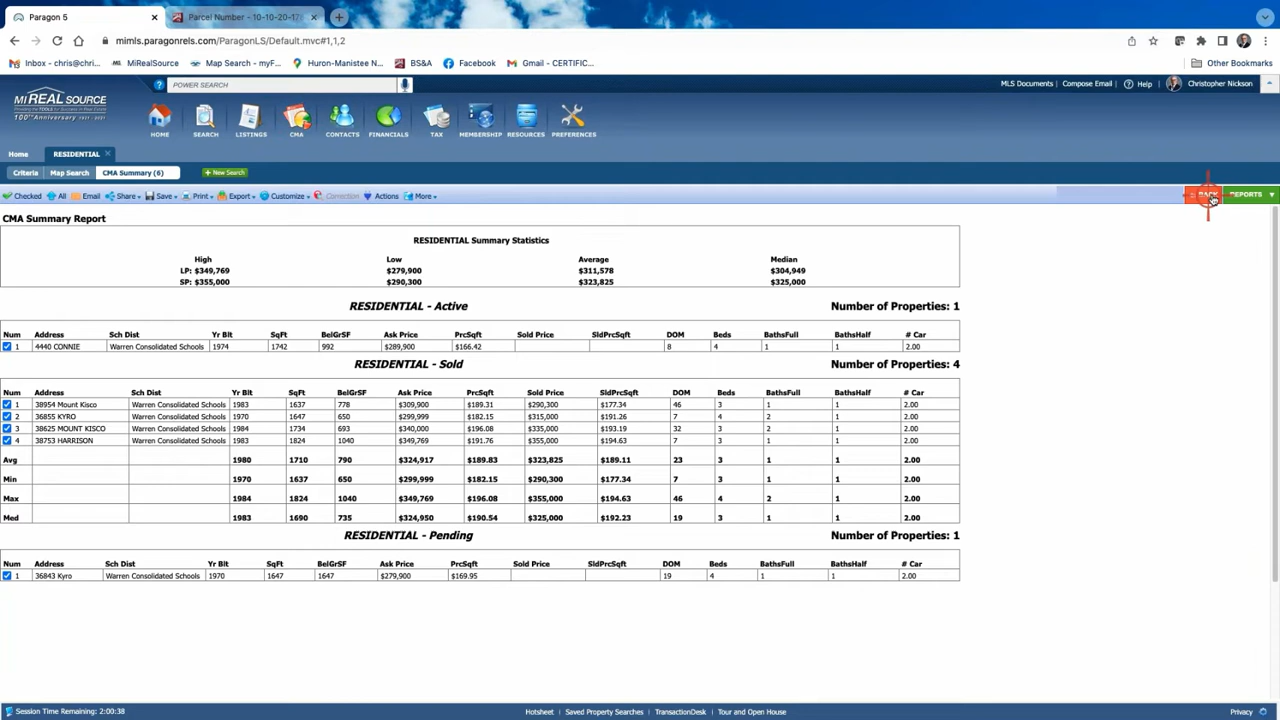 Paragon 5
Parcel Number - 10-10-20-178
mimls.paragonrels.com/ParagonLS/Default.mvc#1,1,2
Inbox - chris@chri... MiRealSource Map Search - myF... Huron-Manistee N... BS&A Facebook Gmail - CERTIFIC... Other Bookmarks
MiREALSOURCE
100th Anniversary 1921 - 2021
POWER SEARCH
MLS Documents Compose Email Help Christopher Nickson
HOME SEARCH LISTINGS CMA CONTACTS FINANCIALS TAX MEMBERSHIP RESOURCES PREFERENCES
Home RESIDENTIAL
Criteria Map Search CMA Summary (6) + New Search
Checked All Email Share Save Print Export Customize Correction Actions More
BACK REPORTS
CMA Summary Report
RESIDENTIAL Summary Statistics
High Low Average Median
LP: $349,769 $279,900 $311,578 $304,949
SP: $355,000 $290,300 $323,825 $325,000
RESIDENTIAL - Active Number of Properties: 1
Num Address Sch Dist Yr Blt SqFt BelGrSF Ask Price PrcSqft Sold Price SldPrcSqft DOM Beds BathsFull BathsHalf # Car
1 4440 CONNIE Warren Consolidated Schools 1974 1742 992 $289,900 $166.42 8 4 1 1 2.00
RESIDENTIAL - Sold Number of Properties: 4
Num Address Sch Dist Yr Blt SqFt BelGrSF Ask Price PrcSqft Sold Price SldPrcSqft DOM Beds BathsFull BathsHalf # Car
1 38954 Mount Kisco Warren Consolidated Schools 1983 1637 778 $309,900 $189.31 $290,300 $177.34 46 3 1 1 2.00
2 36855 KYRO Warren Consolidated Schools 1970 1647 650 $299,999 $182.15 $315,000 $191.26 7 4 2 1 2.00
3 38625 MOUNT KISCO Warren Consolidated Schools 1984 1734 693 $340,000 $196.08 $335,000 $193.19 32 3 2 1 2.00
4 38753 HARRISON Warren Consolidated Schools 1983 1824 1040 $349,769 $191.76 $355,000 $194.63 7 3 1 1 2.00
Avg 1980 1710 790 $324,917 $189.83 $323,825 $189.11 23 3 1 1 2.00
Min 1970 1637 650 $299,999 $182.15 $290,300 $177.34 7 3 1 1 2.00
Max 1984 1824 1040 $349,769 $196.08 $355,000 $194.63 46 4 2 1 2.00
Med 1983 1690 735 $324,950 $190.54 $325,000 $192.23 19 3 1 1 2.00
RESIDENTIAL - Pending Number of Properties: 1
Num Address Sch Dist Yr Blt SqFt BelGrSF Ask Price PrcSqft Sold Price SldPrcSqft DOM Beds BathsFull BathsHalf # Car
1 36843 Kyro Warren Consolidated Schools 1970 1647 1647 $279,900 $169.95 19 4 1 1 2.00
Session Time Remaining: 2:00:38 Hotsheet Saved Property Searches TransactionDesk Tour and Open House Privacy